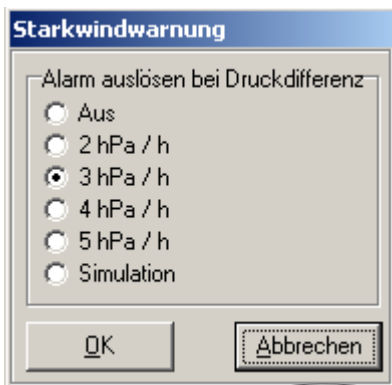 Starkwindwarnung
Alarm auslösen bei Druckdifferenz
Aus
2 hPa / h
3 hPa / h
4 hPa / h
5 hPa / h
Simulation
OK
Abbrechen